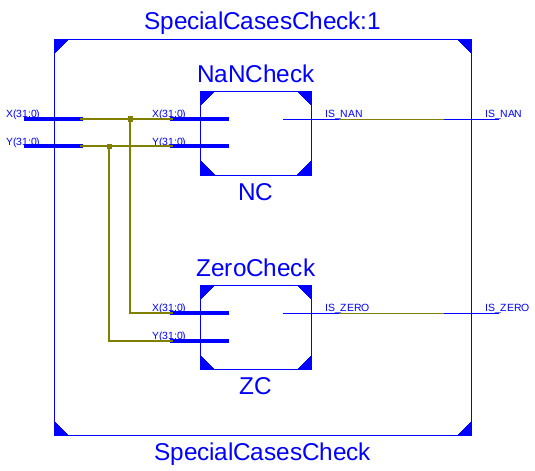 SpecialCasesCheck:1
NaNCheck
X(31:0) X(31:0) IS_NAN IS_NAN
Y(31:0) Y(31:0)
NC
ZeroCheck
X(31:0) IS_ZERO IS_ZERO
Y(31:0)
ZC
SpecialCasesCheck